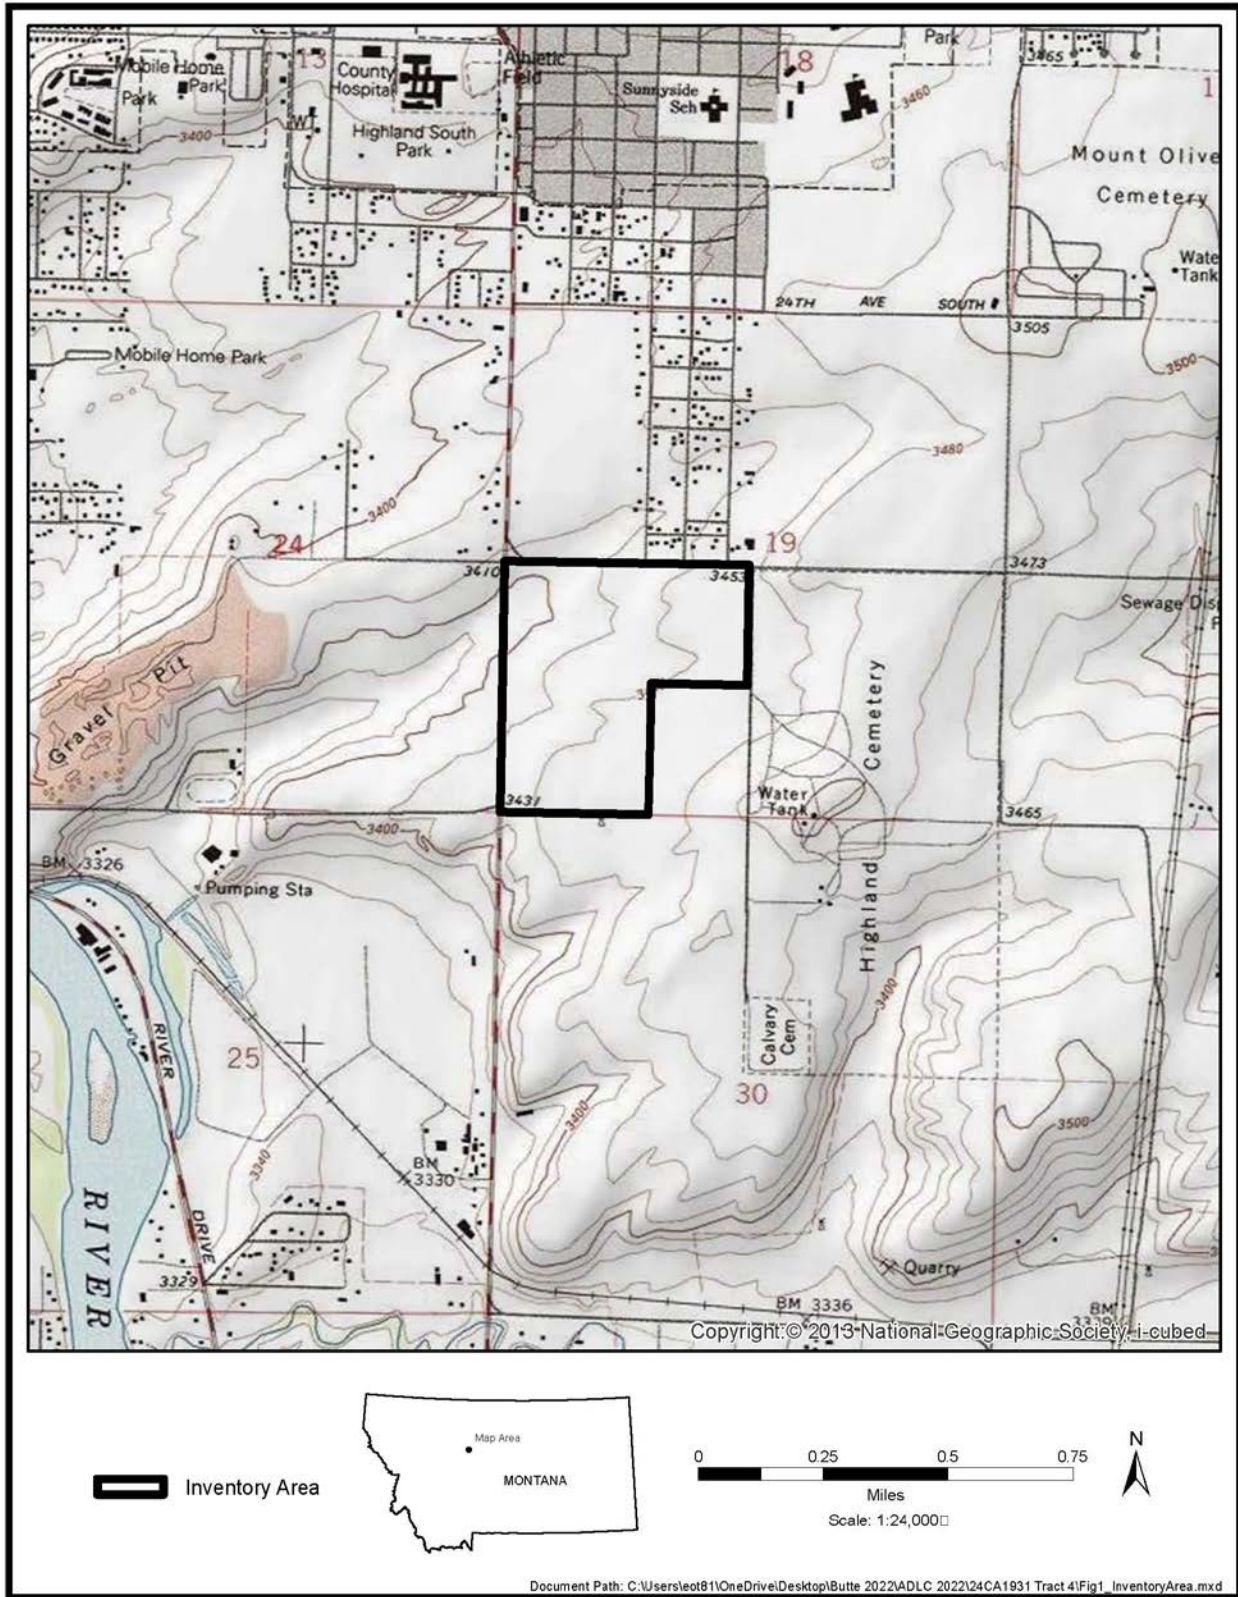 Mobile Home
Park
Park
13
County
Hospital
Athletic
Field
Sunnyside
Sch
18
Park
3465
3460
3400
WT
Highland South
Park
Mount Olive
Cemetery
Wate
Tank
24TH AVE SOUTH
3505
3500
Mobile Home Park
3480
3400
24
19
3410
3453
3473
Sewage Dis
Gravel Pit
Highland Cemetery
3431
Water
Tank
3465
3400
BM 3326
Pumping Sta
3400
RIVER
25
Calvary
Cem
30
3400
3500
BM
3330
3340
RIVER
DRIVE
3329
Quarry
BM 3336
BM
Copyright:© 2013 National Geographic Society, i-cubed
Map Area
MONTANA
Inventory Area
0 0.25 0.5 0.75
Miles
Scale: 1:24,000
N
Document Path: C:\Users\eot81\OneDrive\Desktop\Butte 2022\ADLC 2022\24CA1931 Tract 4\Fig1_InventoryArea.mxd